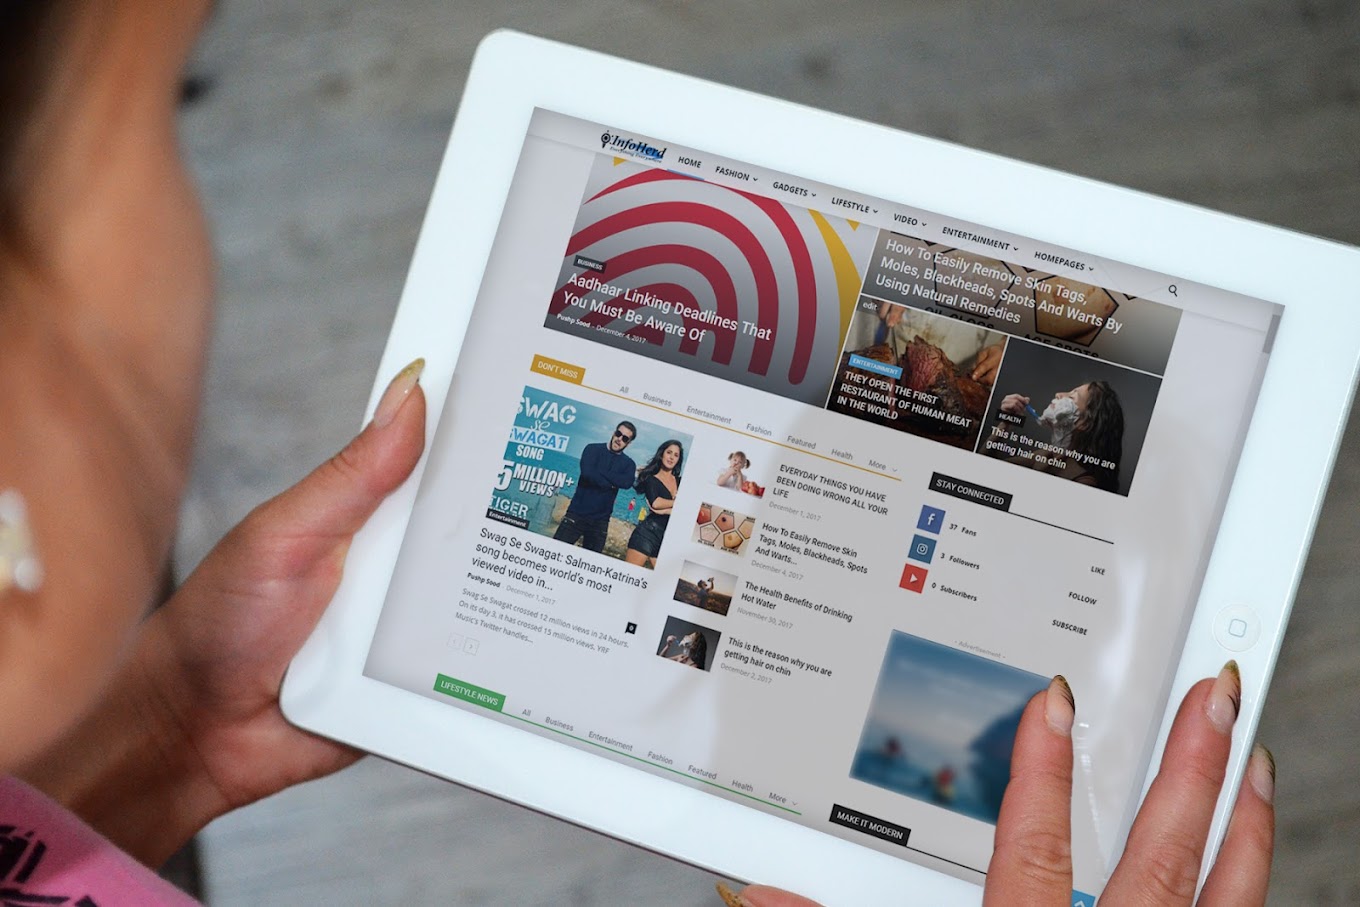 InfoHerd
HOME
FASHION
GADGETS
LIFESTYLE
VIDEO
ENTERTAINMENT
HOMEPAGES
BUSINESS
Aadhaar Linking Deadlines That
You Must Be Aware Of
Pushp Sood - December 4, 2017
How To Easily Remove Skin Tags,
Moles, Blackheads, Spots And Warts By
Using Natural Remedies
AGE SPOTS
edit
ENTERTAINMENT
THEY OPEN THE FIRST
RESTAURANT OF HUMAN MEAT
IN THE WORLD
HEALTH
This is the reason why you are
getting hair on chin
DON'T MISS
All
Business
Entertainment
Fashion
Featured
Health
More
SWAG
se
SWAGAT
SONG
5 MILLION+
VIEWS
TIGER
Entertainment
Swag Se Swagat: Salman-Katrina's
song becomes world's most
viewed video in...
Pushp Sood - December 1, 2017
0
Swag Se Swagat crossed 12 million views in 24 hours.
On its day 3, it has crossed 15 million views, YRF
Music's Twitter handles...
EVERYDAY THINGS YOU HAVE
BEEN DOING WRONG ALL YOUR
LIFE
December 1, 2017
How To Easily Remove Skin
Tags, Moles, Blackheads, Spots
And Warts...
December 4, 2017
The Health Benefits of Drinking
Hot Water
November 30, 2017
This is the reason why you are
getting hair on chin
December 2, 2017
STAY CONNECTED
37 Fans
LIKE
3 Followers
FOLLOW
0 Subscribers
SUBSCRIBE
- Advertisement -
LIFESTYLE NEWS
All
Business
Entertainment
Fashion
Featured
Health
More
MAKE IT MODERN